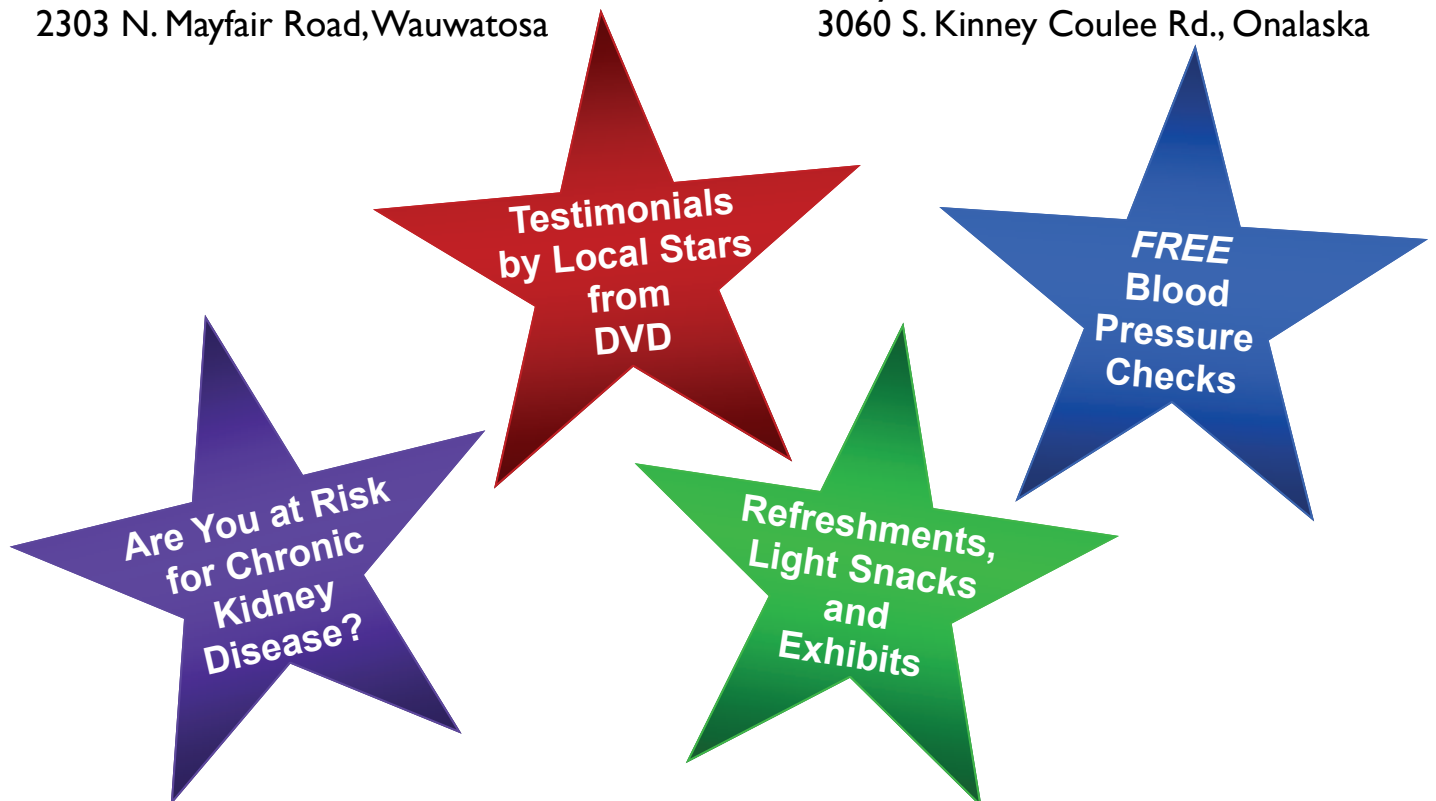 2303 N. Mayfair Road, Wauwatosa
3060 S. Kinney Coulee Rd., Onalaska
Testimonials
by Local Stars
from
DVD
FREE
Blood
Pressure
Checks
Are You at Risk
for Chronic
Kidney
Disease?
Refreshments,
Light Snacks
and
Exhibits